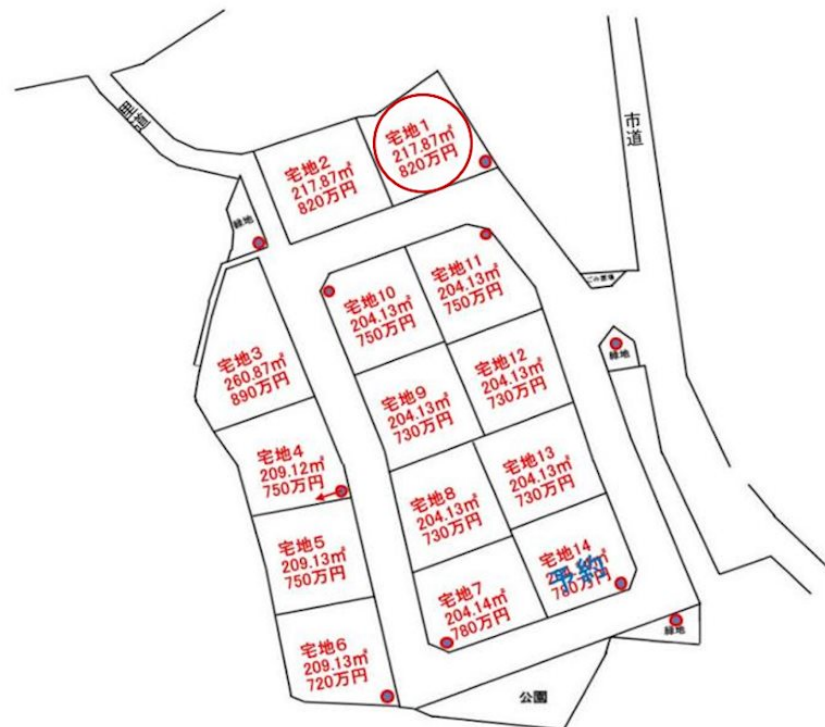 里道
市道
宅地1
217.87㎡
820万円
宅地2
217.87㎡
820万円
緑地
宅地11
204.13㎡
750万円
宅地10
204.13㎡
750万円
ごみ置場
宅地3
260.87㎡
890万円
宅地12
204.13㎡
730万円
緑地
宅地9
204.13㎡
730万円
宅地4
209.12㎡
750万円
宅地13
204.13㎡
730万円
宅地8
204.13㎡
730万円
宅地5
209.13㎡
750万円
宅地14
予約
780万円
宅地7
204.14㎡
780万円
宅地6
209.13㎡
720万円
緑地
公園